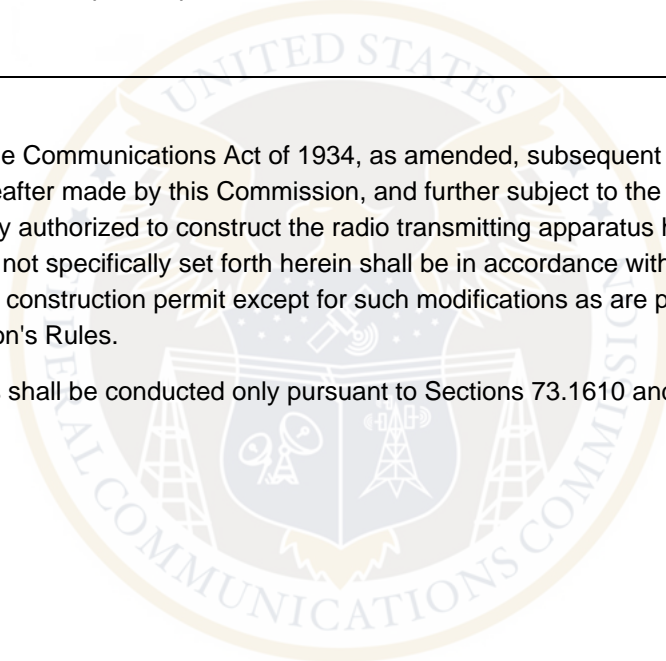 UNITED STATES
e Communications Act of 1934, as amended, subsequent
eafter made by this Commission, and further subject to the
y authorized to construct the radio transmitting apparatus h
not specifically set forth herein shall be in accordance with
construction permit except for such modifications as are p
on's Rules.
shall be conducted only pursuant to Sections 73.1610 and
FEDERAL COMMUNICATIONS COMMISSION